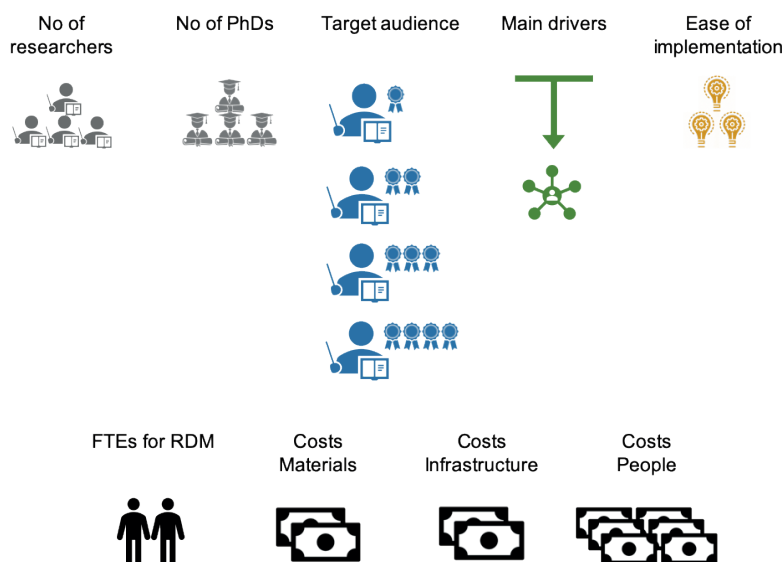 No of
researchers
No of PhDs
Target audience
Main drivers
Ease of
implementation
FTEs for RDM
Costs
Materials
Costs
Infrastructure
Costs
People